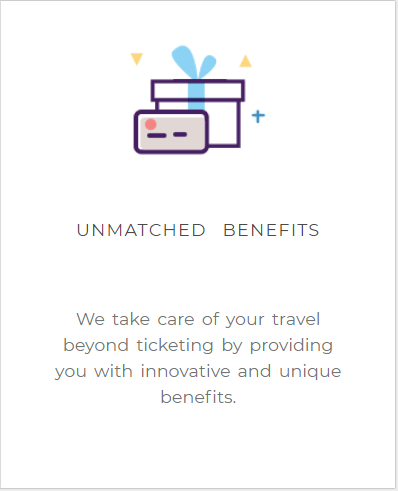 UNMATCHED BENEFITS
We take care of your travel
beyond ticketing by providing
you with innovative and unique
benefits.